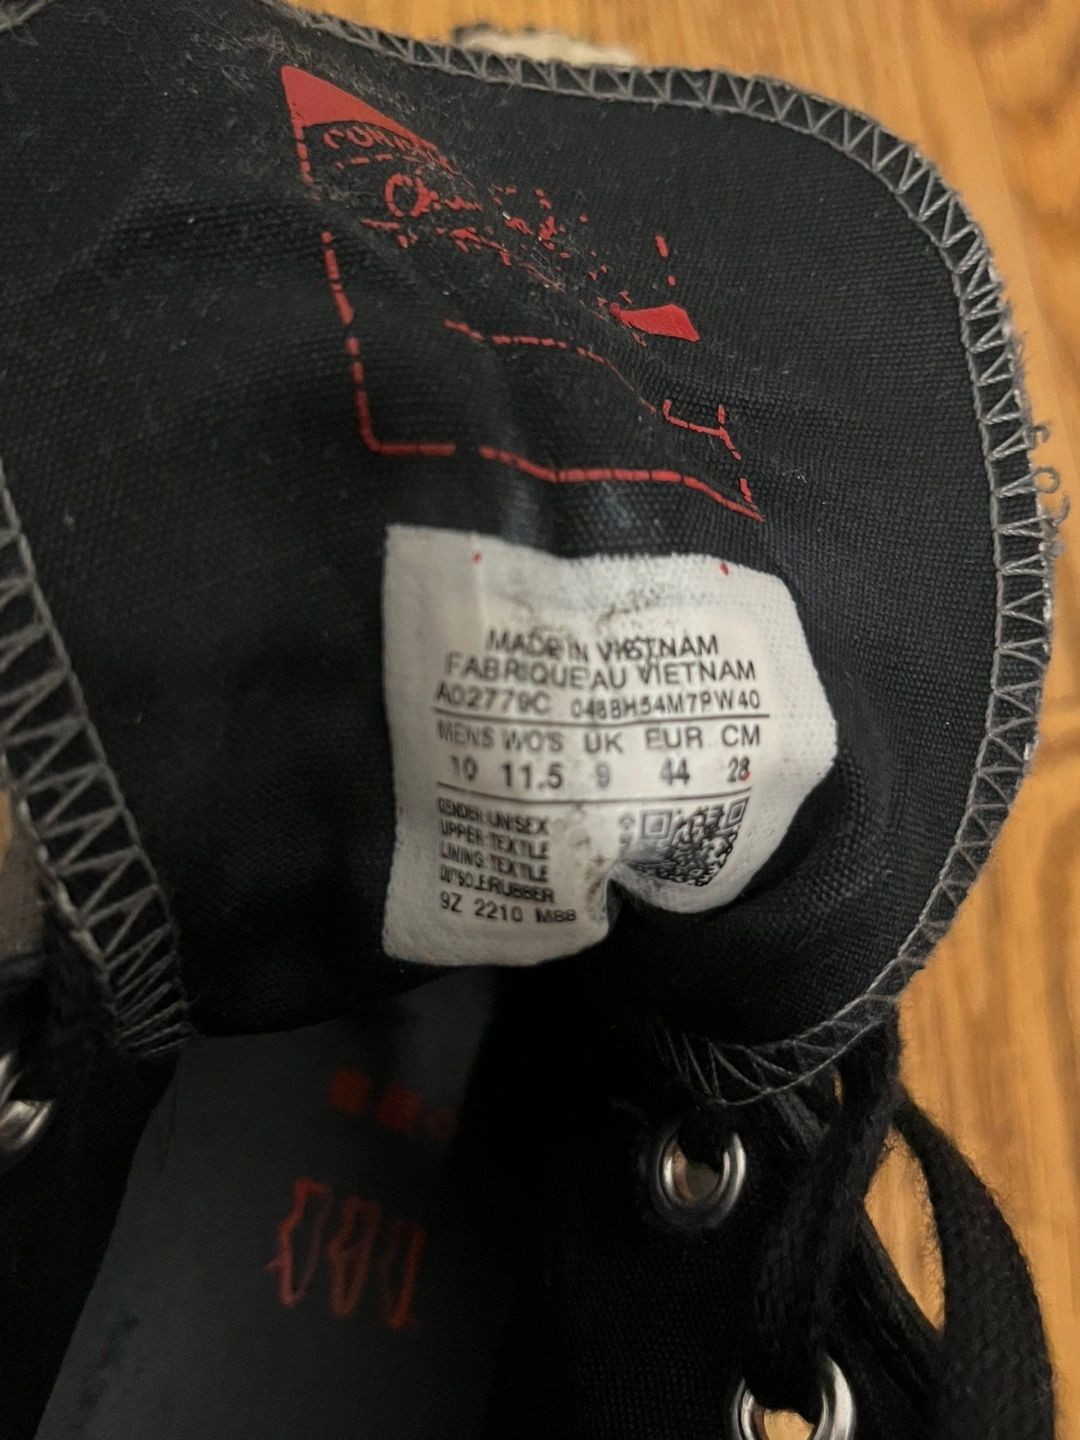 MADE IN VIETNAM
FABRIQUE AU VIETNAM
A02779C 048BH54M7PW40
MENS WO'S UK EUR CM
10 11.5 9 44 28
GENDER:UNISEX
UPPER:TEXTILE
LINING:TEXTILE
RUBBER
9Z 2210 M88